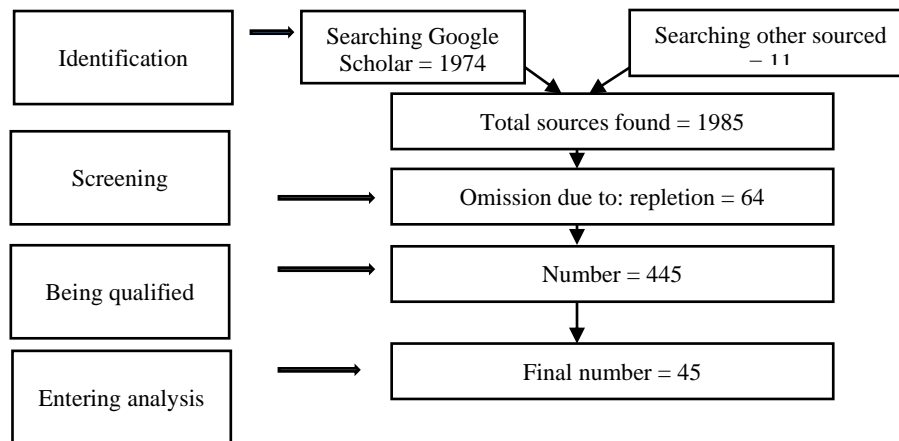 Identification
Searching Google
Scholar = 1974
Searching other sourced
= 11
Total sources found = 1985
Screening
Omission due to: repletion = 64
Being qualified
Number = 445
Entering analysis
Final number = 45